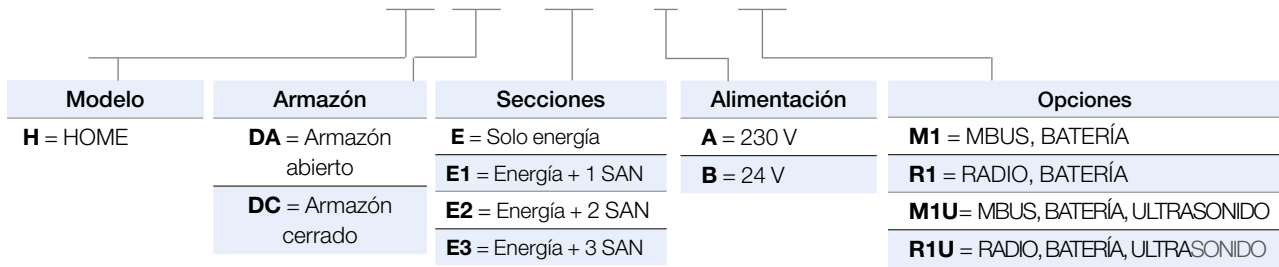 Modelo
H = HOME
Armazón
DA = Armazón
abierto
DC = Armazón
cerrado
Secciones
E = Solo energía
E1 = Energía + 1 SAN
E2 = Energía + 2 SAN
E3 = Energía + 3 SAN
Alimentación
A = 230 V
B = 24 V
Opciones
M1 = MBUS, BATERÍA
R1 = RADIO, BATERÍA
M1U= MBUS, BATERÍA, ULTRASONIDO
R1U = RADIO, BATERÍA, ULTRASONIDO